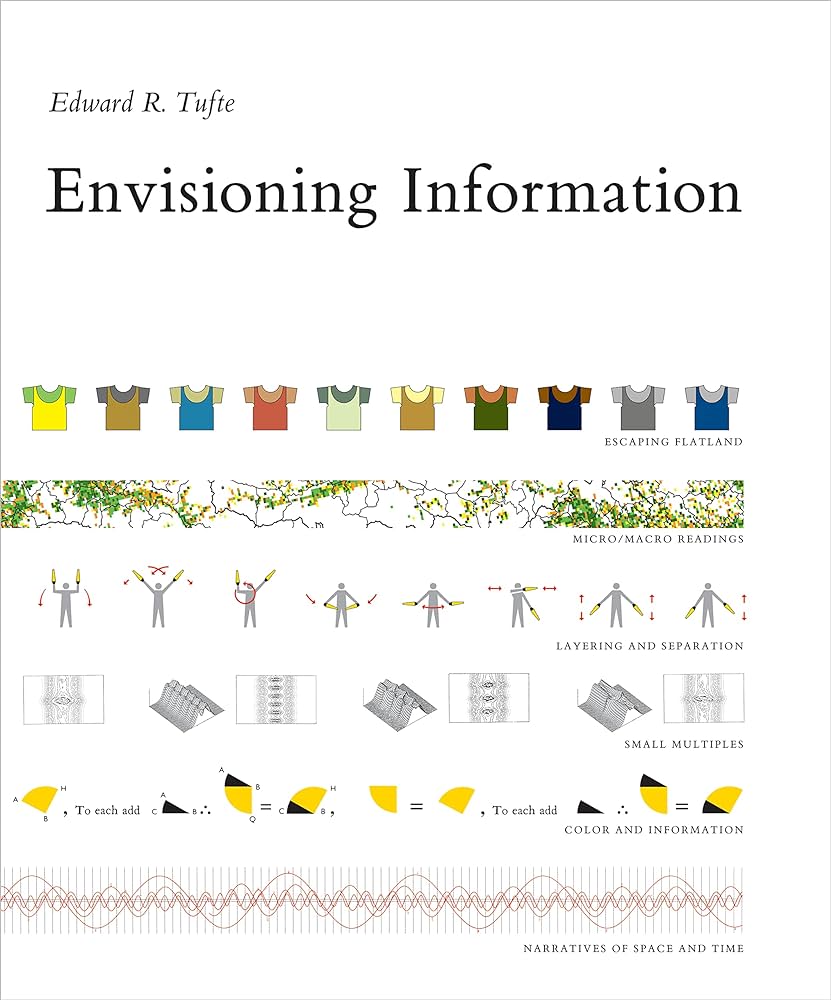 Edward R. Tufte
Envisioning Information
ESCAPING FLATLAND
MICRO/MACRO READINGS
LAYERING AND SEPARATION
SMALL MULTIPLES
A H B , To each add A C B ∴ A B Q = C H B , = , To each add ∴ =
COLOR AND INFORMATION
NARRATIVES OF SPACE AND TIME